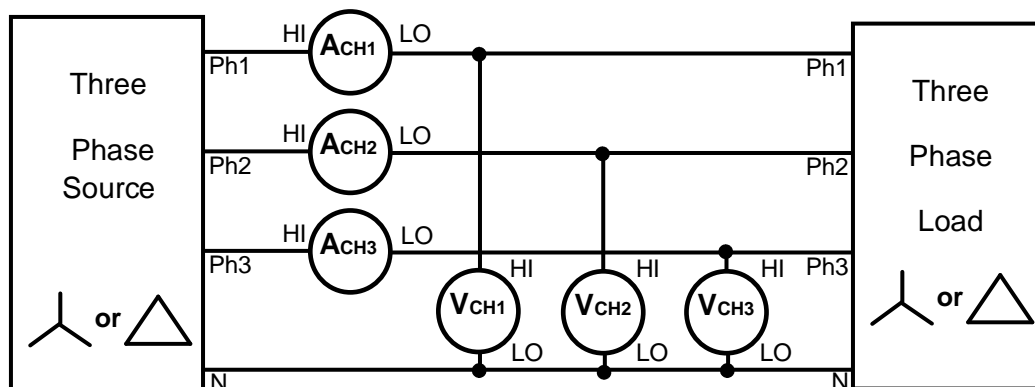 Three
Phase
Source
or
HI ACH1 LO
Ph1 Ph1
HI ACH2 LO
Ph2 Ph2
HI ACH3 LO
Ph3 Ph3
HI HI HI
VCH1 VCH2 VCH3
LO LO LO
N N
Three
Phase
Load
or